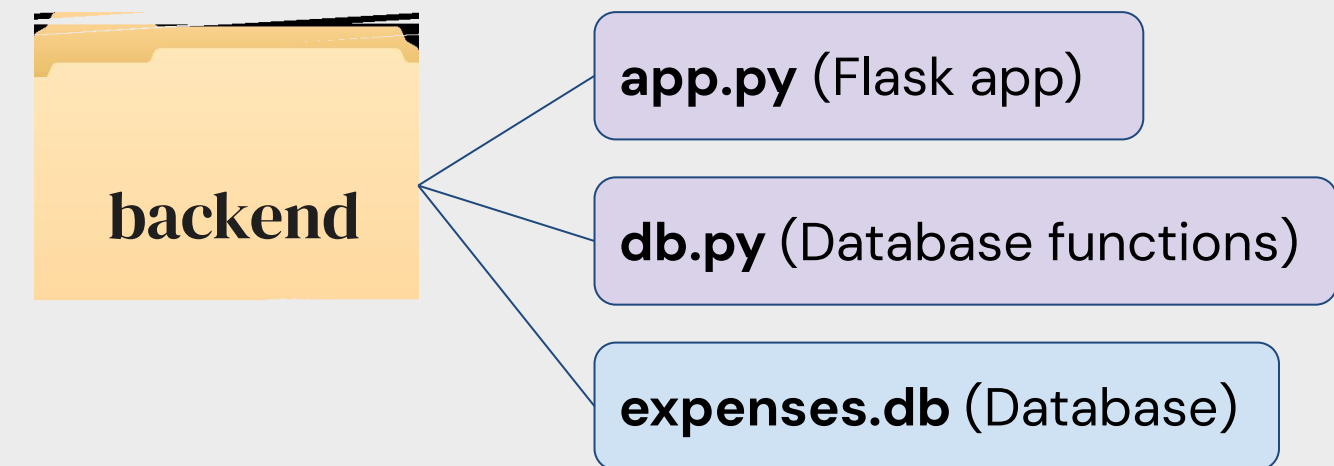 backend
app.py (Flask app)
db.py (Database functions)
expenses.db (Database)